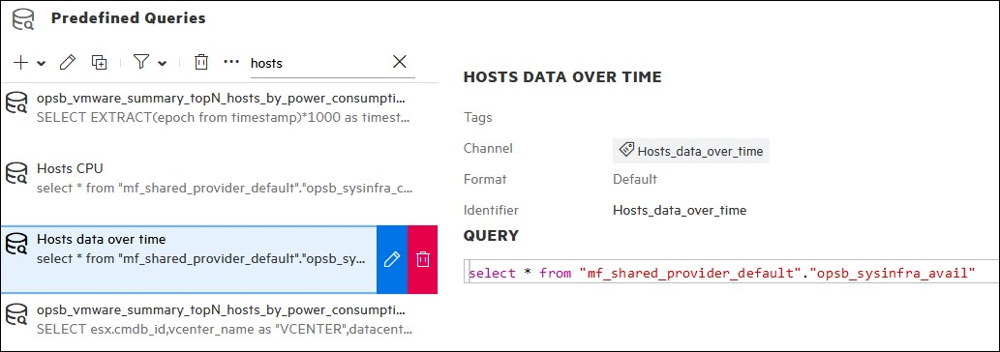 Predefined Queries
hosts
opsb_vmware_summary_topN_hosts_by_power_consumpti...
SELECT EXTRACT(epoch from timestamp)*1000 as timest...
Hosts CPU
select * from "mf_shared_provider_default"."opsb_sysinfra_c...
Hosts data over time
select * from "mf_shared_provider_default"."opsb_sy...
opsb_vmware_summary_topN_hosts_by_power_consumpti...
SELECT esx.cmdb_id,vcenter_name as "VCENTER",datacent...
HOSTS DATA OVER TIME
Tags
Channel Hosts_data_over_time
Format Default
Identifier Hosts_data_over_time
QUERY
select * from "mf_shared_provider_default"."opsb_sysinfra_avail"